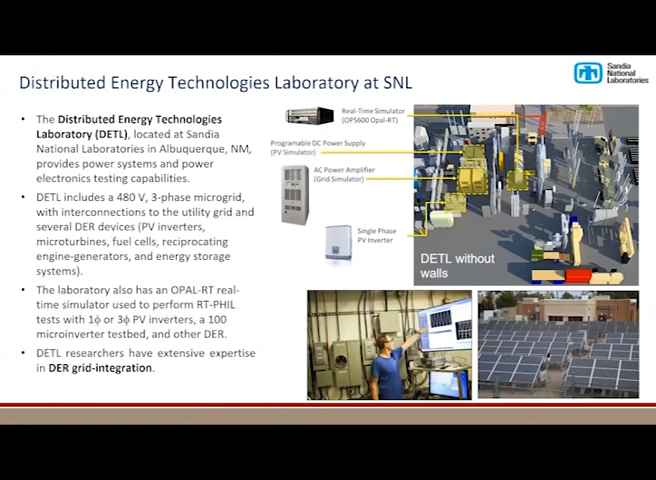 Distributed Energy Technologies Laboratory at SNL
Sandia
National
Laboratories
• The Distributed Energy Technologies
Laboratory (DETL), located at Sandia
National Laboratories in Albuquerque, NM,
provides power systems and power
electronics testing capabilities.
• DETL includes a 480 V, 3-phase microgrid,
with interconnections to the utility grid and
several DER devices (PV inverters,
microturbines, fuel cells, reciprocating
engine-generators, and energy storage
systems).
• The laboratory also has an OPAL-RT real-
time simulator used to perform RT-PHIL
tests with 1ϕ or 3ϕ PV inverters, a 100
microinverter testbed, and other DER.
• DETL researchers have extensive expertise
in DER grid-integration.
Real-Time Simulator
(OP5600 Opal-RT)
Programable DC Power Supply
(PV Simulator)
AC Power Amplifier
(Grid Simulator)
Single Phase
PV Inverter
DETL without
walls